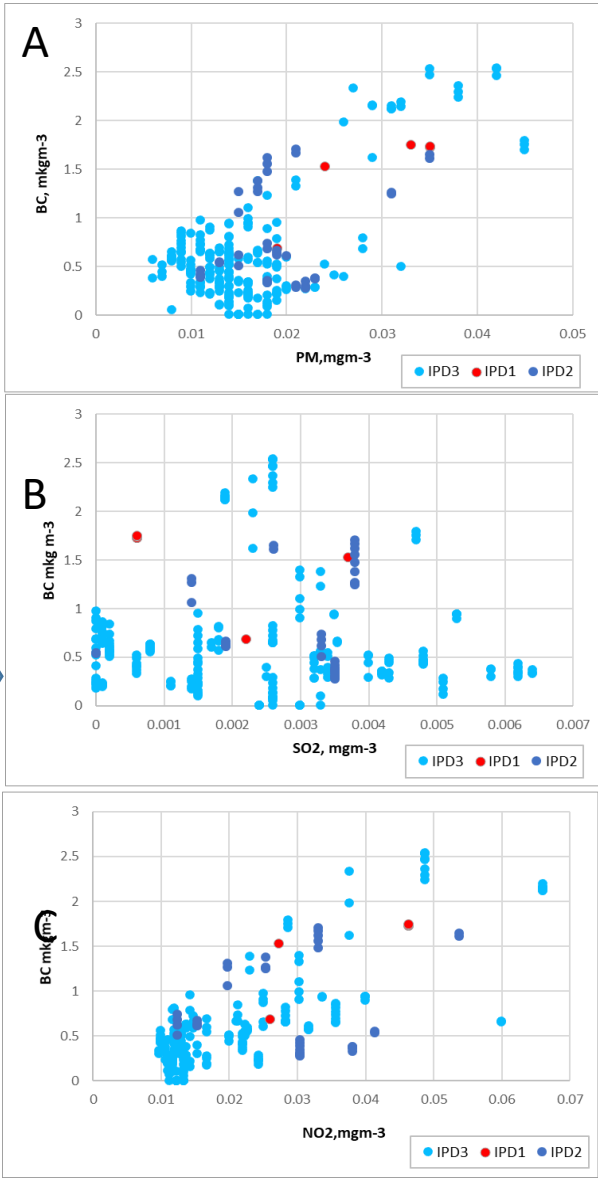 A
3
2.5
2
1.5
1
0.5
0
BC, mkgm-3
0 0.01 0.02 0.03 0.04 0.05
PM,mgm-3
IPD3 IPD1 IPD2
B
3
2.5
2
1.5
1
0.5
0
BC mkg m-3
0 0.001 0.002 0.003 0.004 0.005 0.006 0.007
SO2, mgm-3
IPD3 IPD1 IPD2
C
3
2.5
2
1.5
1
0.5
0
BC mkgm-3
0 0.01 0.02 0.03 0.04 0.05 0.06 0.07
NO2,mgm-3
IPD3 IPD1 IPD2